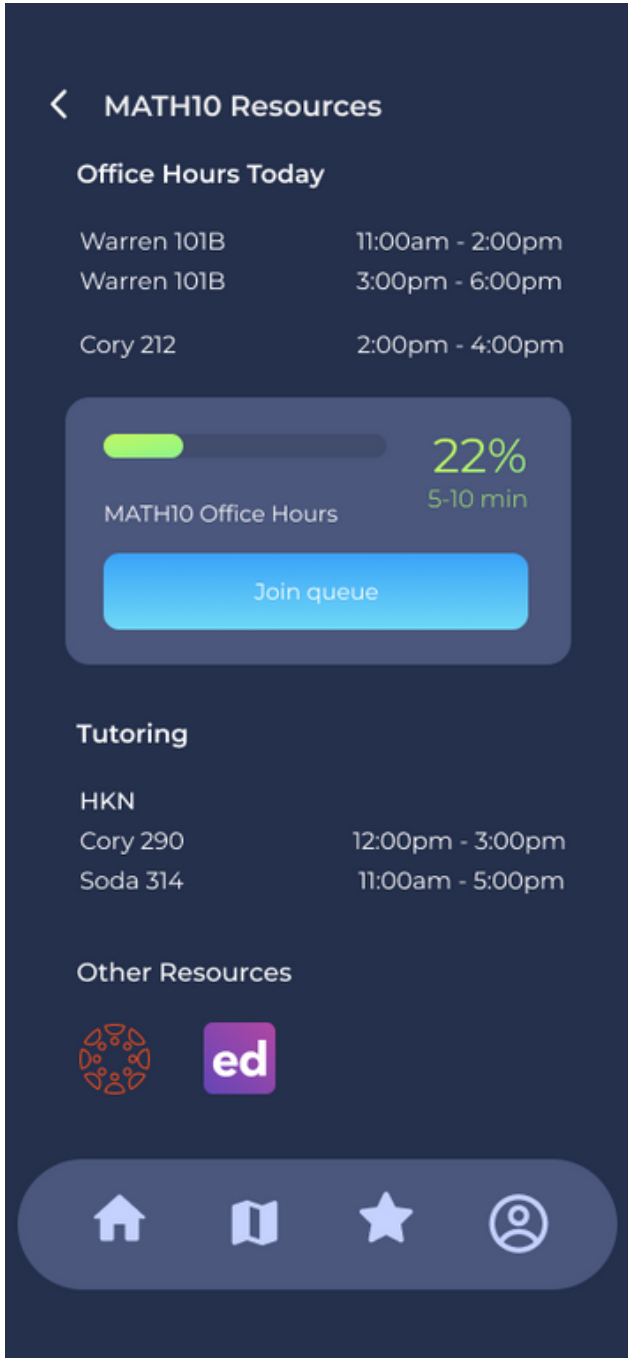 MATH10 Resources
Office Hours Today
Warren 101B 11:00am - 2:00pm
Warren 101B 3:00pm - 6:00pm
Cory 212 2:00pm - 4:00pm
22%
5-10 min
MATH10 Office Hours
Join queue
Tutoring
HKN
Cory 290 12:00pm - 3:00pm
Soda 314 11:00am - 5:00pm
Other Resources
ed